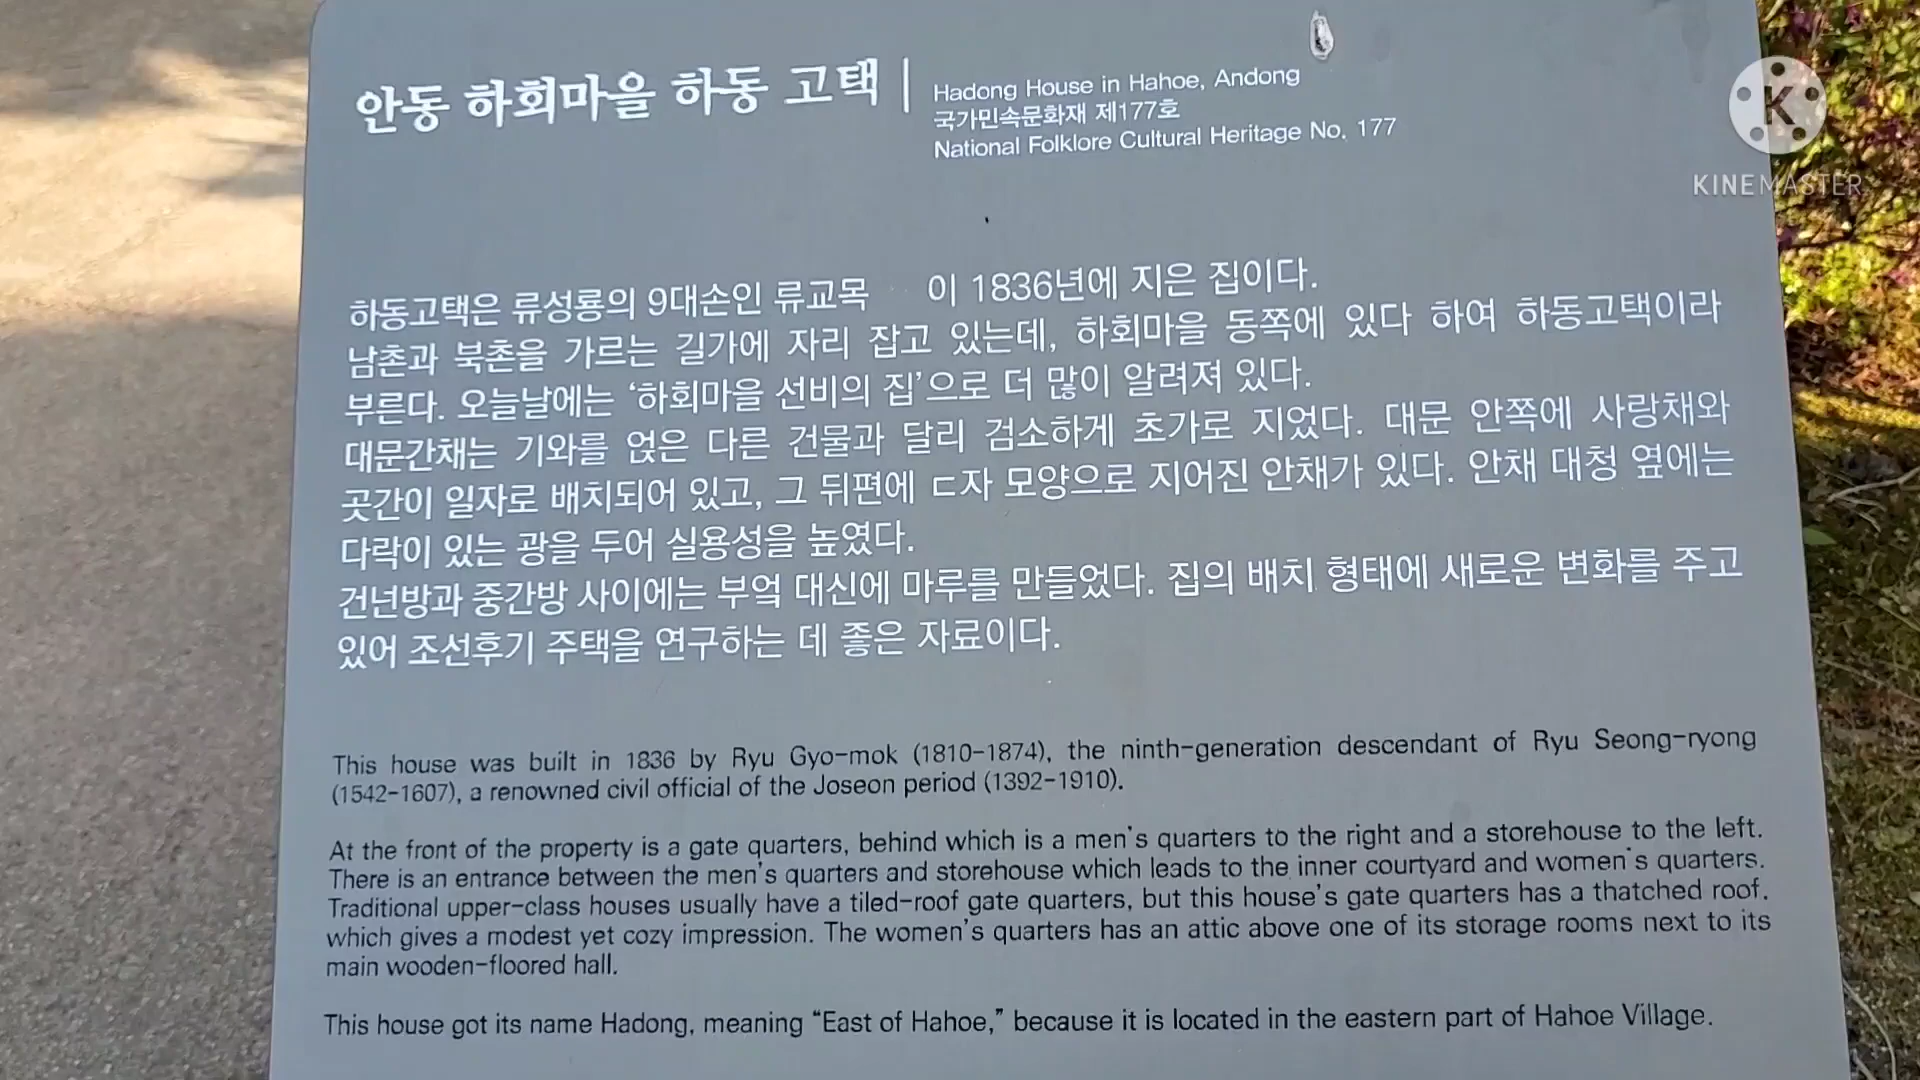 안동 하회마을 하동 고택
Hadong House in Hahoe, Andong
국가민속문화재 제177호
National Folklore Cultural Heritage No. 177
K
KINEMASTER
하동고택은 류성룡의 9대손인 류교목 이 1836년에 지은 집이다.
남촌과 북촌을 가르는 길가에 자리 잡고 있는데, 하회마을 동쪽에 있다 하여 하동고택이라
부른다. 오늘날에는 ‘하회마을 선비의 집’으로 더 많이 알려져 있다.
대문간채는 기와를 얹은 다른 건물과 달리 검소하게 초가로 지었다. 대문 안쪽에 사랑채와
곳간이 일자로 배치되어 있고, 그 뒤편에 ㄷ자 모양으로 지어진 안채가 있다. 안채 대청 옆에는
다락이 있는 광을 두어 실용성을 높였다.
건넌방과 중간방 사이에는 부엌 대신에 마루를 만들었다. 집의 배치 형태에 새로운 변화를 주고
있어 조선후기 주택을 연구하는 데 좋은 자료이다.
This house was built in 1836 by Ryu Gyo-mok (1810-1874), the ninth-generation descendant of Ryu Seong-ryong
(1542-1607), a renowned civil official of the Joseon period (1392-1910).
At the front of the property is a gate quarters, behind which is a men's quarters to the right and a storehouse to the left.
There is an entrance between the men's quarters and storehouse which leads to the inner courtyard and women's quarters.
Traditional upper-class houses usually have a tiled-roof gate quarters, but this house's gate quarters has a thatched roof,
which gives a modest yet cozy impression. The women's quarters has an attic above one of its storage rooms next to its
main wooden-floored hall.
This house got its name Hadong, meaning “East of Hahoe,” because it is located in the eastern part of Hahoe Village.